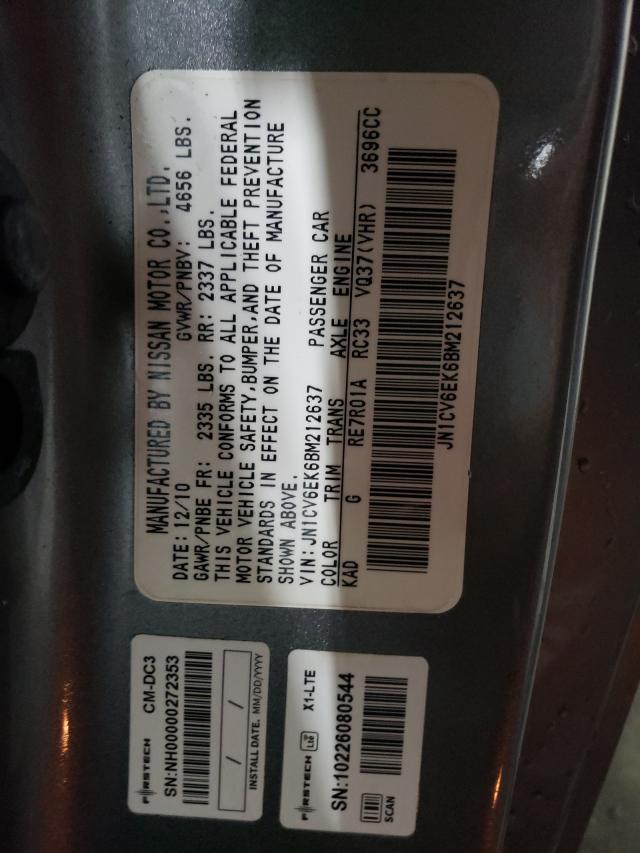 MANUFACTURED BY NISSAN MOTOR CO.,LTD.
DATE: 12/10 GVWR/PNBV: 4656 LBS.
GAWR/PNBE FR: 2335 LBS. RR: 2337 LBS.
THIS VEHICLE CONFORMS TO ALL APPLICABLE FEDERAL
MOTOR VEHICLE SAFETY,BUMPER,AND THEFT PREVENTION
STANDARDS IN EFFECT ON THE DATE OF MANUFACTURE
SHOWN ABOVE.
VIN:JN1CV6EK6BM212637 PASSENGER CAR
COLOR TRIM TRANS AXLE ENGINE
KAD G RE7R01A RC33 VQ37(VHR) 3696CC
JN1CV6EK6BM212637
FIRSTECH CM-DC3
SN:NH00000272353
/ /
INSTALL DATE. MM/DD/YYYY
FIRSTECH LTE X1-LTE
SN:10226080544
SCAN